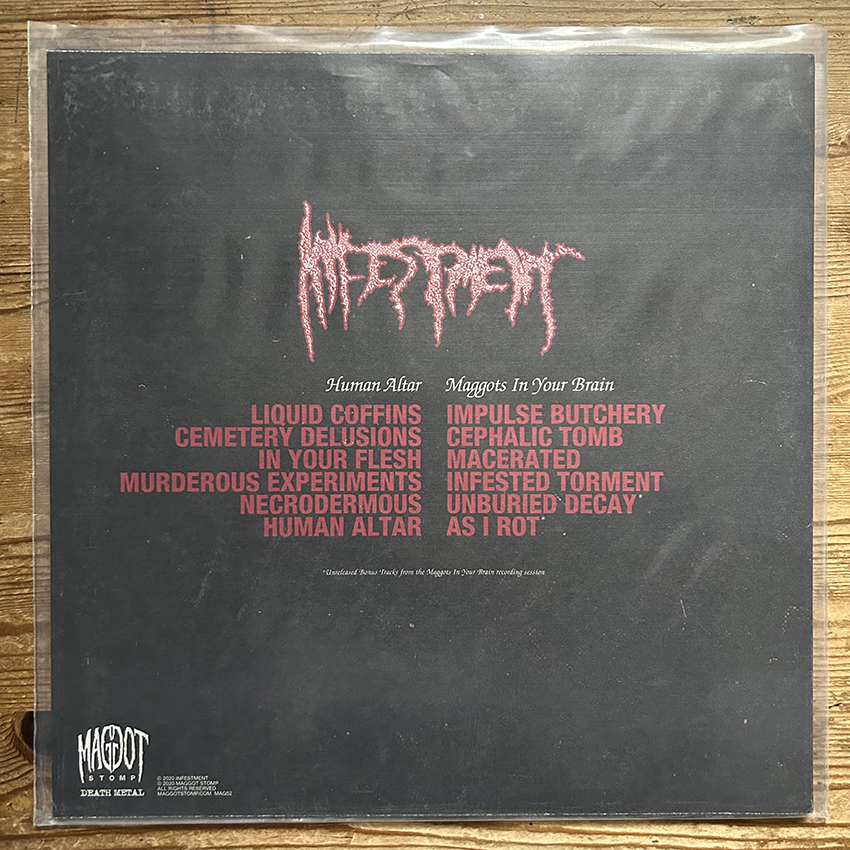 INFESTMENT
Human Altar
LIQUID COFFINS
CEMETERY DELUSIONS
IN YOUR FLESH
MURDEROUS EXPERIMENTS
NECRODERMOUS
HUMAN ALTAR
Maggots In Your Brain
IMPULSE BUTCHERY
CEPHALIC TOMB
MACERATED
INFESTED TORMENT
UNBURIED DECAY*
AS I ROT*
*Unreleased Bonus Tracks from the Maggots In Your Brain recording session
MAGGOT
STOMP
DEATH METAL
© 2020 INFESTMENT
© 2020 MAGGOT STOMP
ALL RIGHTS RESERVED
MAGGOTSTOMP.COM MAG52